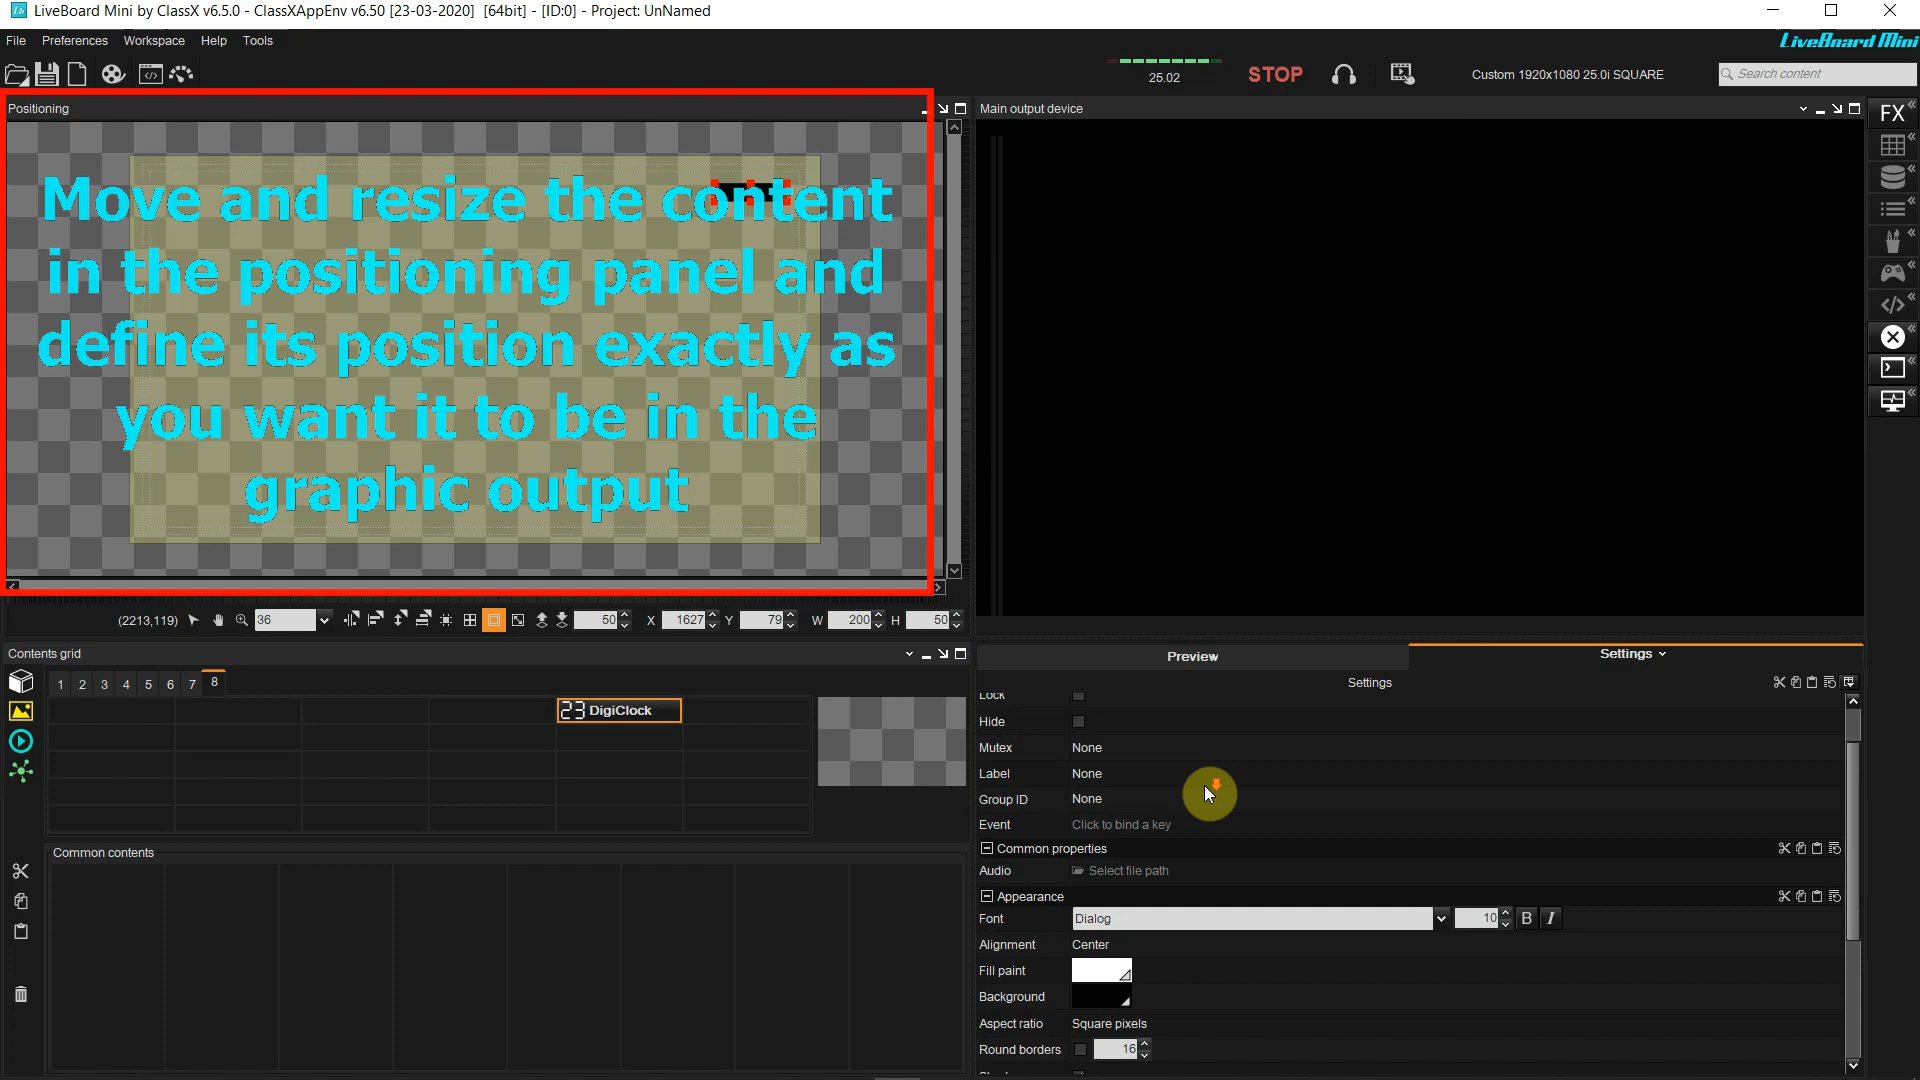 LiveBoard Mini by ClassX v6.5.0 - ClassXAppEnv v6.50 [23-03-2020] [64bit] - [ID:0] - Project: UnNamed
File Preferences Workspace Help Tools
LiveBoard Mini
25.02
STOP
Custom 1920x1080 25.0i SQUARE
Search content
Positioning
Main output device
FX
Move and resize the content
in the positioning panel and
define its position exactly as
you want it to be in the
graphic output
(2213,119) 36 50 X 1627 Y 79 W 200 H 50
Contents grid
1 2 3 4 5 6 7 8
23 DigiClock
Common contents
Preview
Settings
Settings
Lock
Hide
Mutex None
Label None
Group ID None
Event Click to bind a key
Common properties
Audio Select file path
Appearance
Font Dialog 10 B I
Alignment Center
Fill paint
Background
Aspect ratio Square pixels
Round borders 16